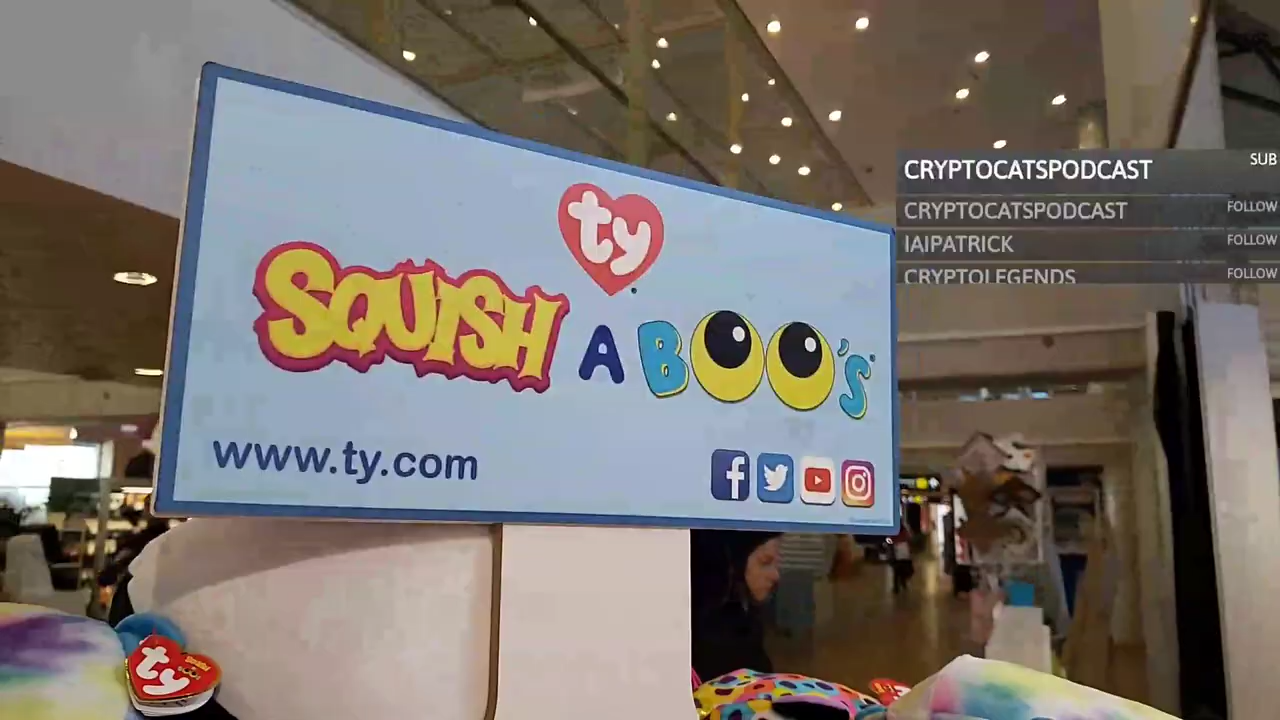 ty
SQUISH A BOO'S
www.ty.com
CRYPTOCATSPODCAST SUB
CRYPTOCATSPODCAST FOLLOW
IAIPATRICK FOLLOW
CRYPTOLEGENDS FOLLOW
ty